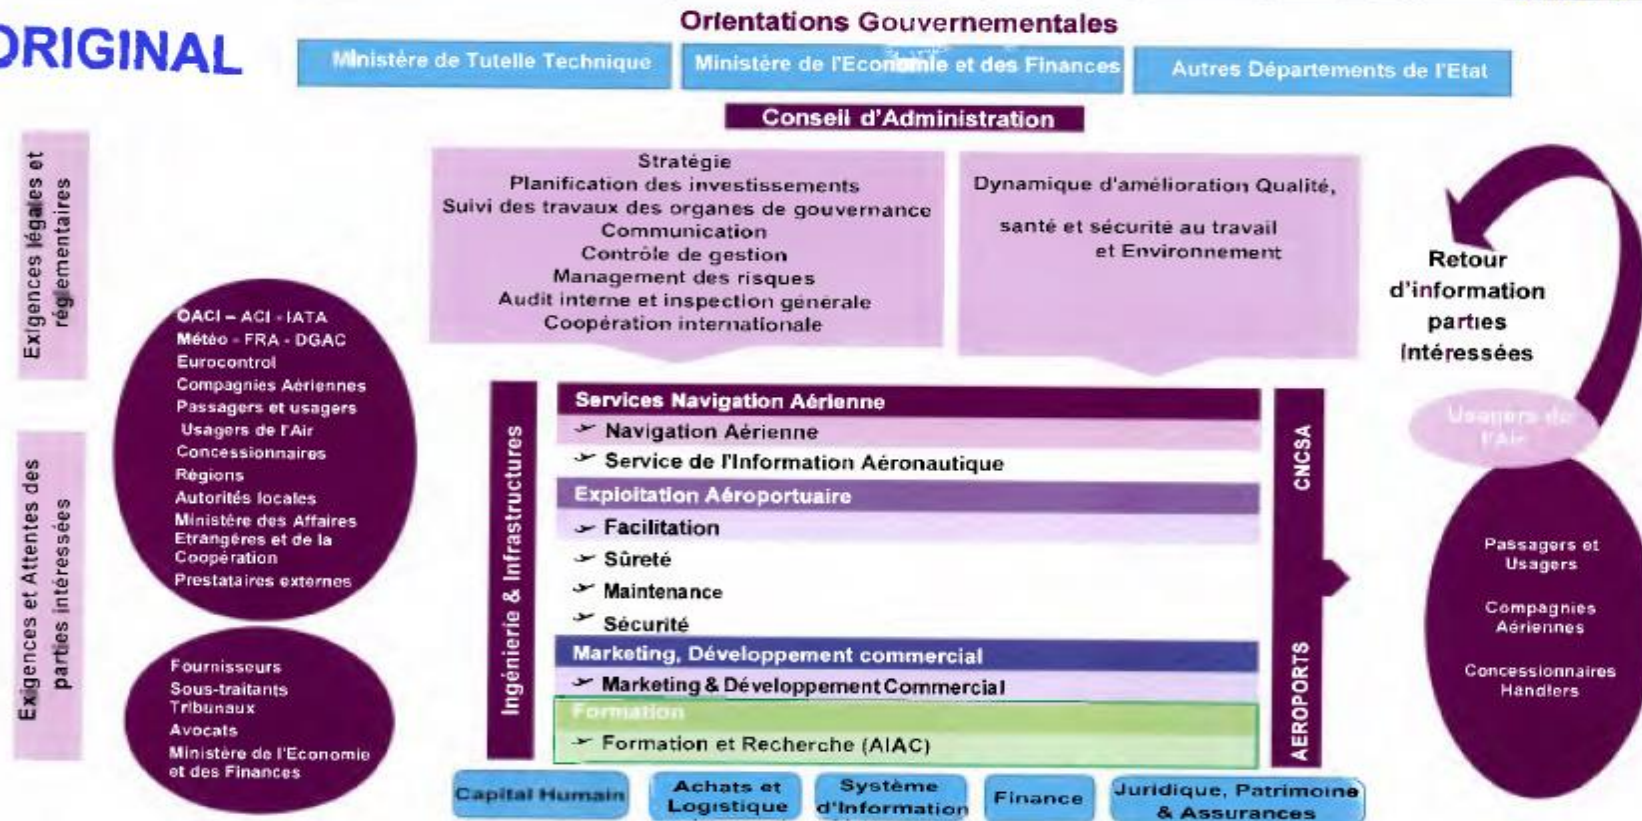 ORIGINAL
Orientations Gouvernementales
Ministère de Tutelle Technique
Ministère de l'Economie et des Finances
Autres Départements de l'Etat
Conseil d'Administration
Exigences légales et
réglementaires
Stratégie
Planification des investissements
Suivi des travaux des organes de gouvernance
Communication
Contrôle de gestion
Management des risques
Audit interne et inspection générale
Coopération internationale
Dynamique d'amélioration Qualité,
santé et sécurité au travail
et Environnement
Retour
d'information
parties
intéressées
OACI – ACI - IATA
Météo - FRA - DGAC
Eurocontrol
Compagnies Aériennes
Passagers et usagers
Usagers de l'Air
Concessionnaires
Régions
Autorités locales
Ministère des Affaires
Etrangères et de la
Coopération
Prestataires externes
Exigences et Attentes des
parties intéressées
Fournisseurs
Sous-traitants
Tribunaux
Avocats
Ministère de l'Economie
et des Finances
Ingénierie & Infrastructures
Services Navigation Aérienne
Navigation Aérienne
Service de l'Information Aéronautique
Exploitation Aéroportuaire
Facilitation
Sûreté
Maintenance
Sécurité
Marketing, Développement commercial
Marketing & Développement Commercial
Formation
Formation et Recherche (AIAC)
CNCSA
AEROPORTS
Usagers de
l'Air
Passagers et
Usagers
Compagnies
Aériennes
Concessionnaires
Handlers
Capital Humain
Achats et
Logistique
Système
d'Information
Finance
Juridique, Patrimoine
& Assurances